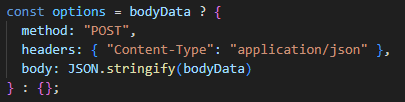 const options = bodyData ? {
  method: "POST",
  headers: { "Content-Type": "application/json" },
  body: JSON.stringify(bodyData)
} : {};